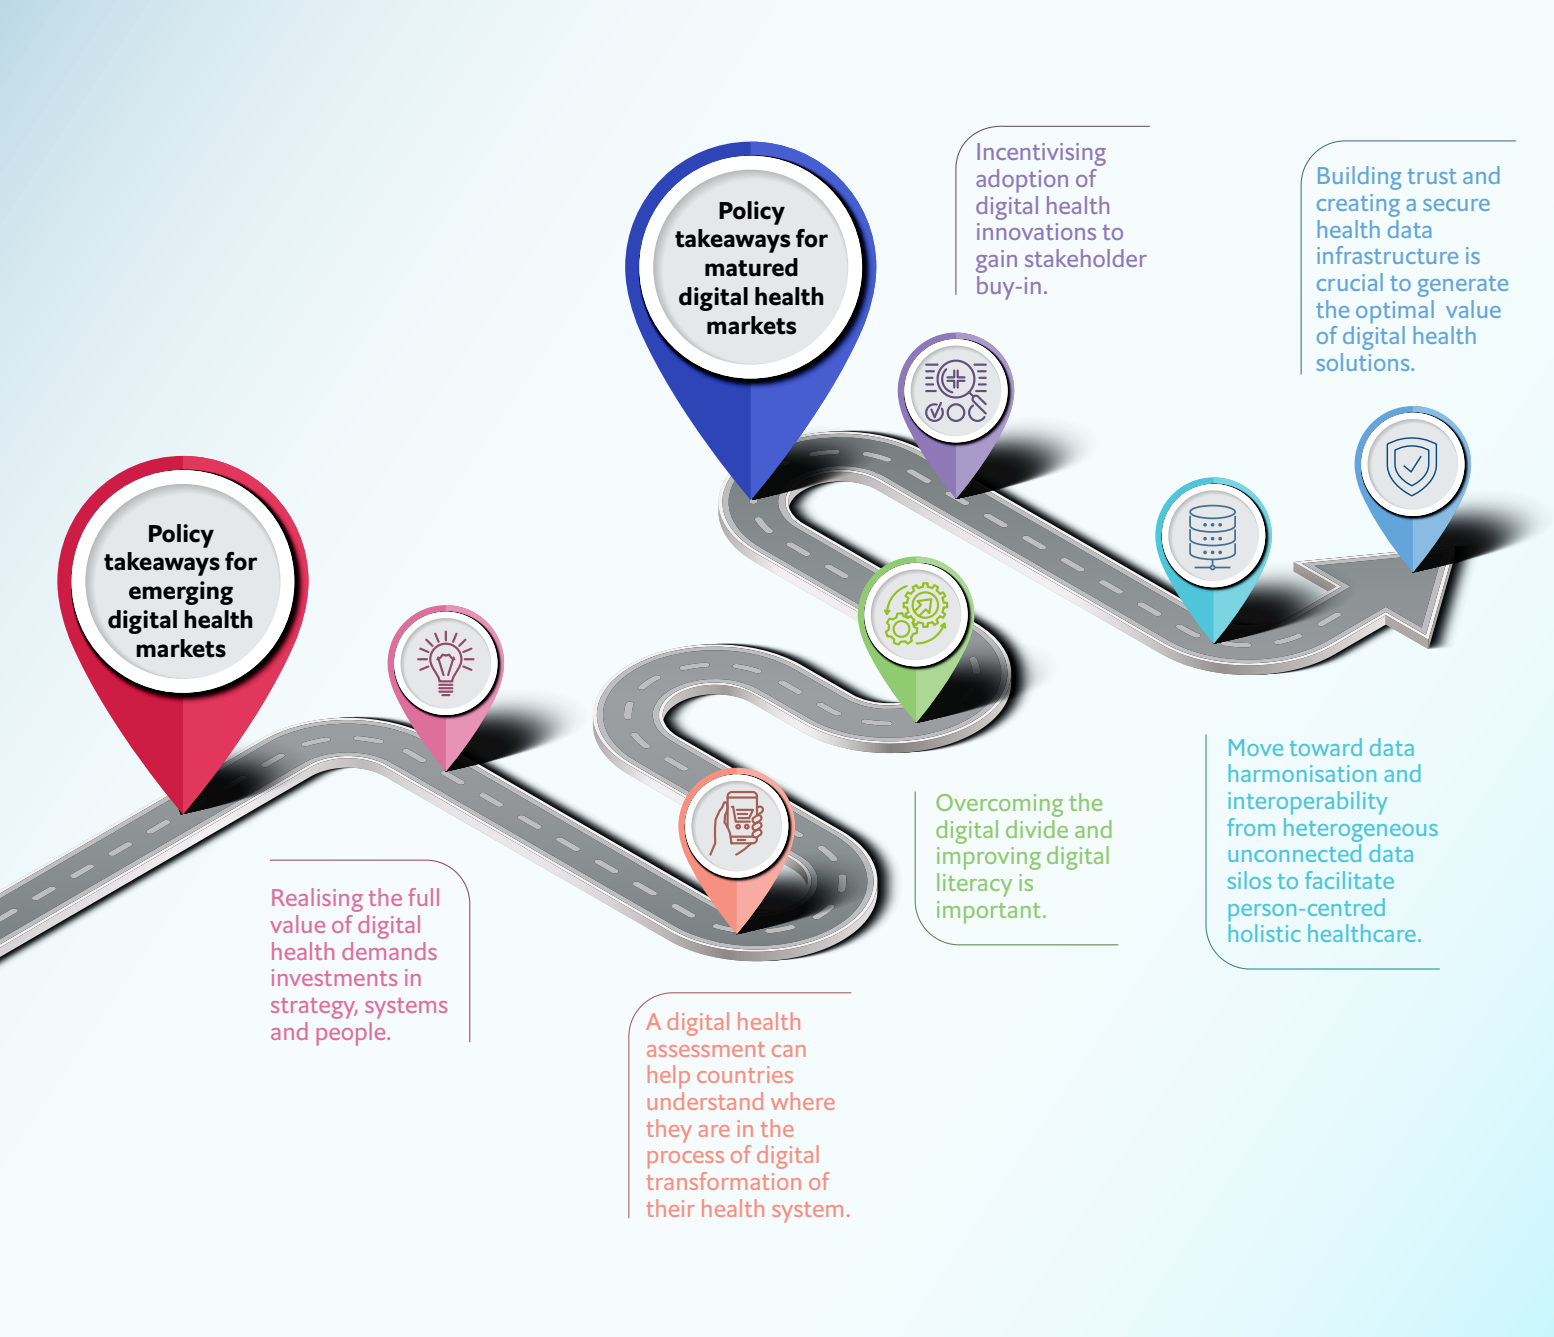 Policy
takeaways for
emerging
digital health
markets
Realising the full
value of digital
health demands
investments in
strategy, systems
and people.
A digital health
assessment can
help countries
understand where
they are in the
process of digital
transformation of
their health system.
Overcoming the
digital divide and
improving digital
literacy is
important.
Policy
takeaways for
matured
digital health
markets
Incentivising
adoption of
digital health
innovations to
gain stakeholder
buy-in.
Move toward data
harmonisation and
interoperability
from heterogeneous
unconnected data
silos to facilitate
person-centred
holistic healthcare.
Building trust and
creating a secure
health data
infrastructure is
crucial to generate
the optimal  value
of digital health
solutions.